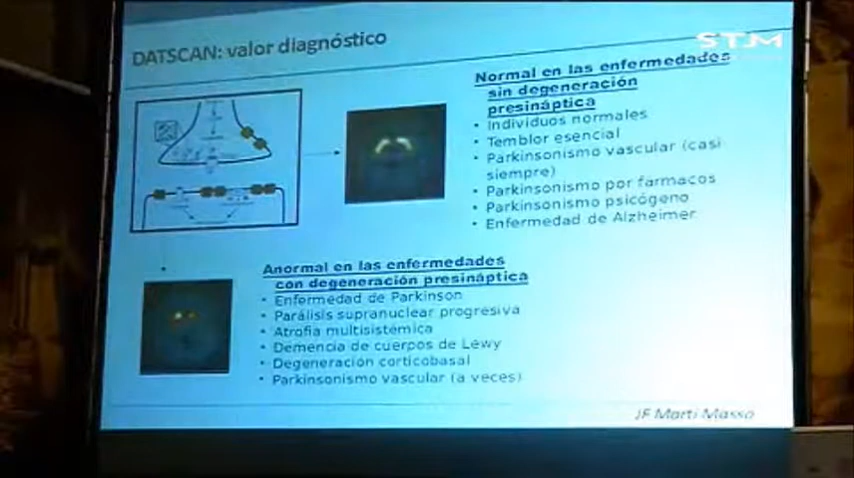 DATSCAN: valor diagnóstico
STM
Normal en las enfermedades
sin degeneración
presináptica
• Individuos normales
• Temblor esencial
• Parkinsonismo vascular (casi
siempre)
• Parkinsonismo por fármacos
• Parkinsonismo psicógeno
• Enfermedad de Alzheimer
Anormal en las enfermedades
con degeneración presináptica
• Enfermedad de Parkinson
• Parálisis supranuclear progresiva
• Atrofia multisistémica
• Demencia de cuerpos de Lewy
• Degeneración corticobasal
• Parkinsonismo vascular (a veces)
JF Marti Masso